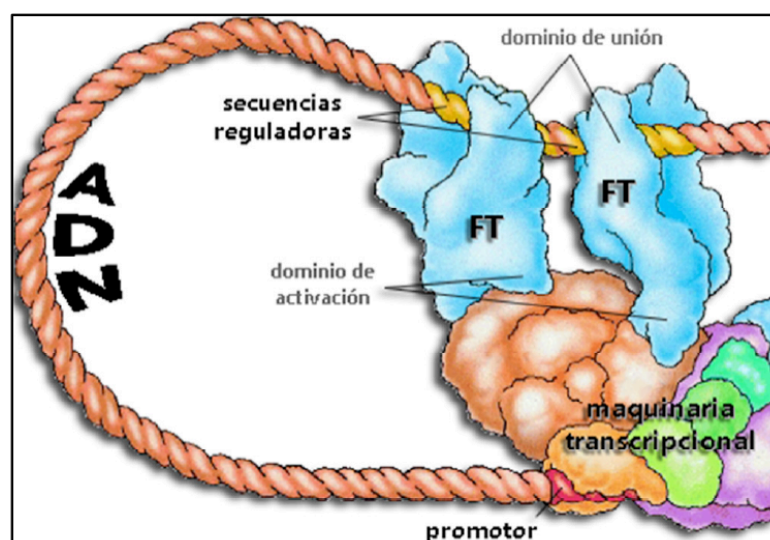 dominio de unión
secuencias
reguladoras
ADN
FT
FT
dominio de
activación
maquinaria
transcripcional
promotor